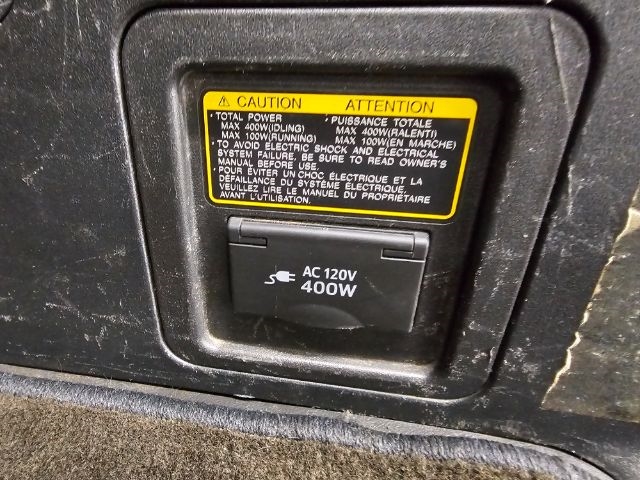 ⚠ CAUTION ATTENTION
· TOTAL POWER
MAX 400W(IDLING)
MAX 100W(RUNNING)
· PUISSANCE TOTALE
MAX 400W(RALENTI)
MAX 100W(EN MARCHE)
· TO AVOID ELECTRIC SHOCK AND ELECTRICAL
SYSTEM FAILURE, BE SURE TO READ OWNER'S
MANUAL BEFORE USE.
· POUR ÉVITER UN CHOC ÉLECTRIQUE ET LA
DÉFAILLANCE DU SYSTÈME ÉLECTRIQUE,
VEUILLEZ LIRE LE MANUEL DU PROPRIÉTAIRE
AVANT L'UTILISATION.
AC 120V
400W